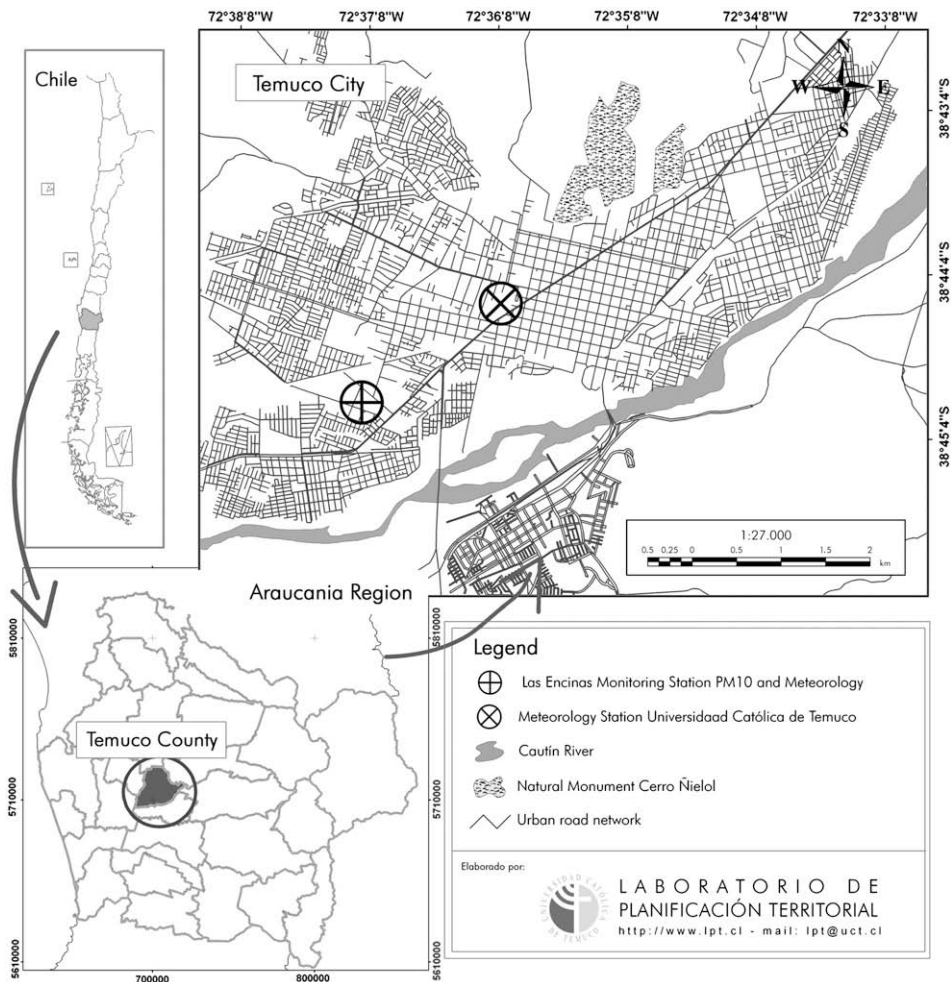 72°38'8"W
72°37'8"W
72°36'8"W
72°35'8"W
72°34'8"W
72°33'8"W
Chile
Temuco City
N
W E
S
38°43'4"S
38°44'4"S
38°45'4"S
1:27.000
0.5 0.25 0 0.5 1 1.5 2
km
Araucania Region
5810000
5810000
Temuco County
5710000
5710000
5610000
5610000
700000
800000
Legend
Las Encinas Monitoring Station PM10 and Meteorology
Meteorology Station Universidaad Católica de Temuco
Cautín River
Natural Monument Cerro Ñielol
Urban road network
Elaborado por:
UNIVERSIDAD CATÓLICA
DE TEMUCO
LABORATORIO DE
PLANIFICACIÓN TERRITORIAL
http://www.lpt.cl - mail: lpt@uct.cl